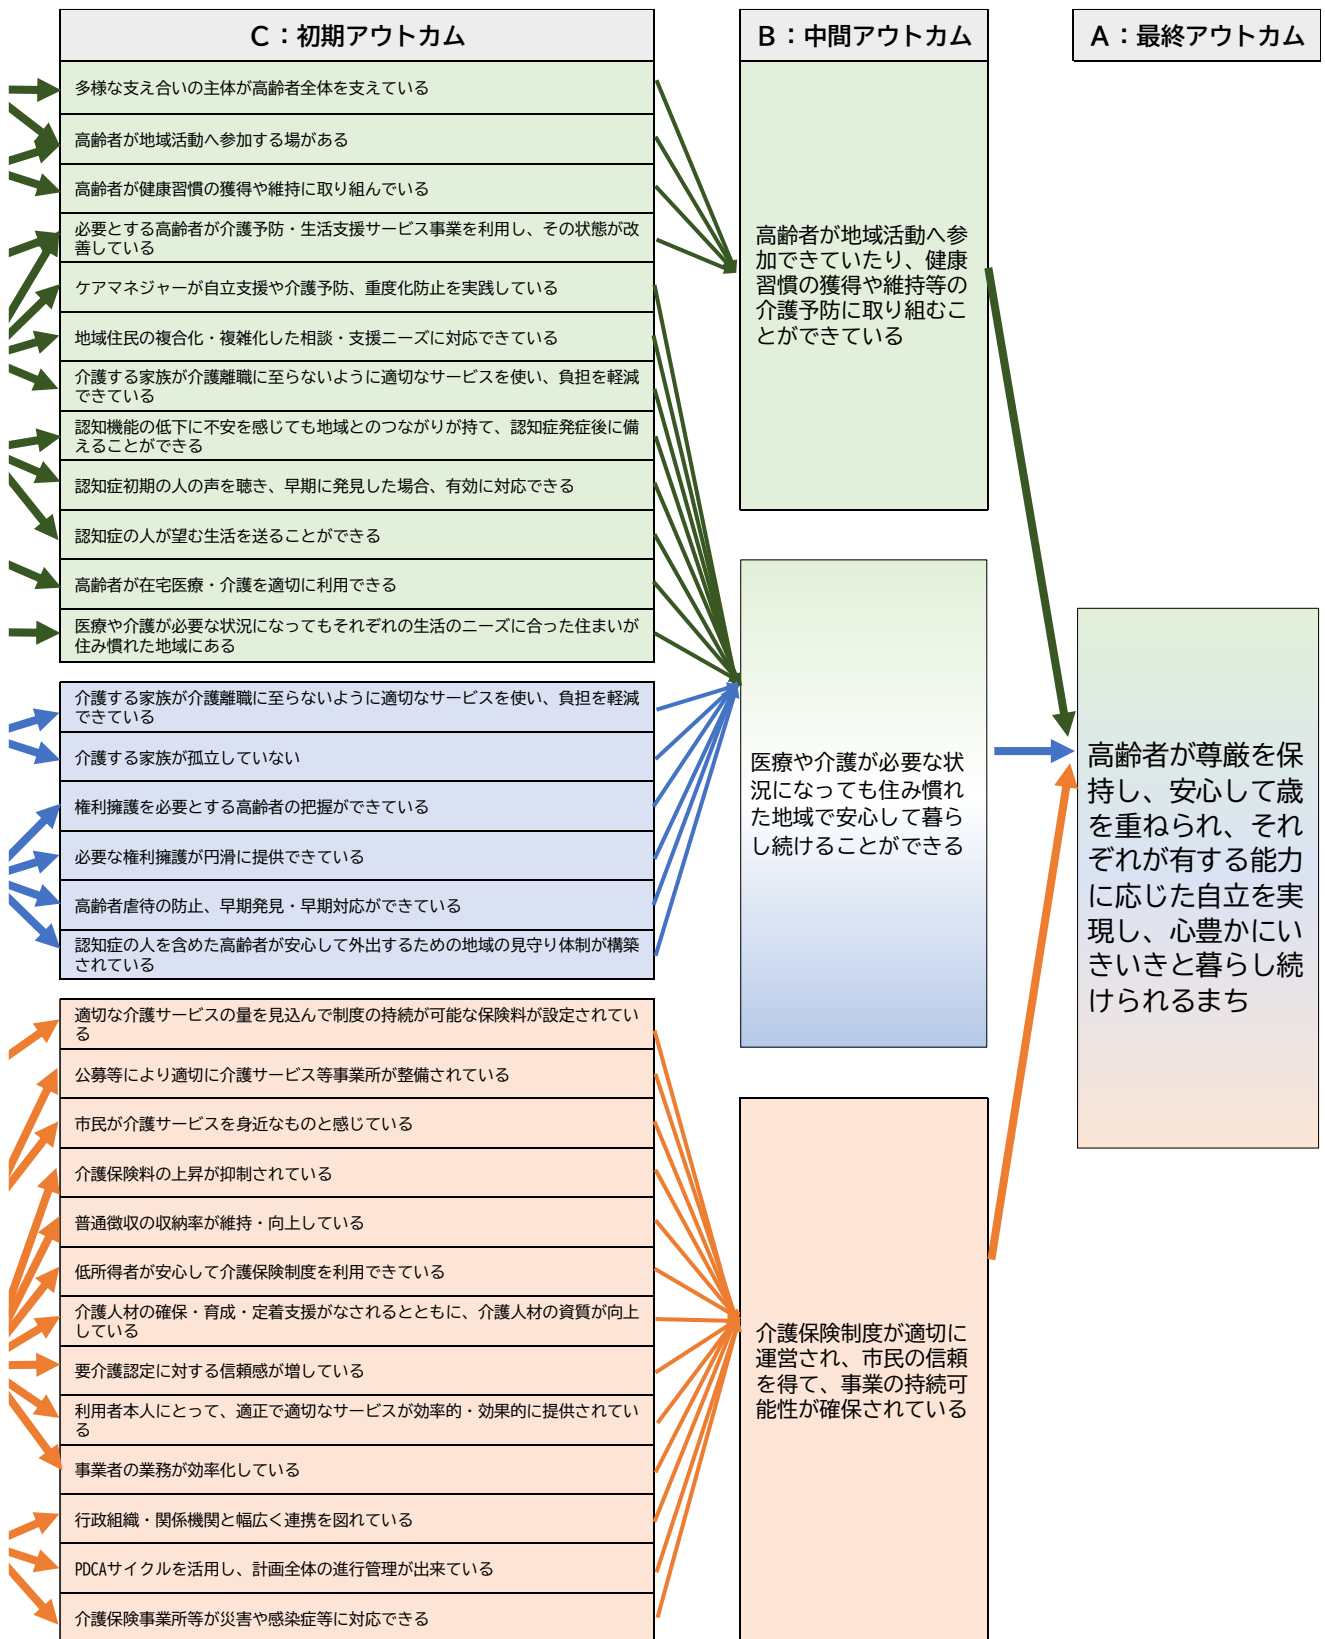 C：初期アウトカム
多様な支え合いの主体が高齢者全体を支えている
高齢者が地域活動へ参加する場がある
高齢者が健康習慣の獲得や維持に取り組んでいる
必要とする高齢者が介護予防・生活支援サービス事業を利用し、その状態が改
善している
ケアマネジャーが自立支援や介護予防、重度化防止を実践している
地域住民の複合化・複雑化した相談・支援ニーズに対応できている
介護する家族が介護離職に至らないように適切なサービスを使い、負担を軽減
できている
認知機能の低下に不安を感じても地域とのつながりが持て、認知症発症後に備
えることができる
認知症初期の人の声を聴き、早期に発見した場合、有効に対応できる
認知症の人が望む生活を送ることができる
高齢者が在宅医療・介護を適切に利用できる
医療や介護が必要な状況になってもそれぞれの生活のニーズに合った住まいが
住み慣れた地域にある
介護する家族が介護離職に至らないように適切なサービスを使い、負担を軽減
できている
介護する家族が孤立していない
権利擁護を必要とする高齢者の把握ができている
必要な権利擁護が円滑に提供できている
高齢者虐待の防止、早期発見・早期対応ができている
認知症の人を含めた高齢者が安心して外出するための地域の見守り体制が構築
されている
適切な介護サービスの量を見込んで制度の持続が可能な保険料が設定されてい
る
公募等により適切に介護サービス等事業所が整備されている
市民が介護サービスを身近なものと感じている
介護保険料の上昇が抑制されている
普通徴収の収納率が維持・向上している
低所得者が安心して介護保険制度を利用できている
介護人材の確保・育成・定着支援がなされるとともに、介護人材の資質が向上
している
要介護認定に対する信頼感が増している
利用者本人にとって、適正で適切なサービスが効率的・効果的に提供されてい
る
事業者の業務が効率化している
行政組織・関係機関と幅広く連携を図れている
PDCAサイクルを活用し、計画全体の進行管理が出来ている
介護保険事業所等が災害や感染症等に対応できる
B：中間アウトカム
高齢者が地域活動へ参
加できていたり、健康
習慣の獲得や維持等の
介護予防に取り組むこ
とができている
医療や介護が必要な状
況になっても住み慣れ
た地域で安心して暮ら
し続けることができる
介護保険制度が適切に
運営され、市民の信頼
を得て、事業の持続可
能性が確保されている
A：最終アウトカム
高齢者が尊厳を保
持し、安心して歳
を重ねられ、それ
ぞれが有する能力
に応じた自立を実
現し、心豊かにい
きいきと暮らし続
けられるまち